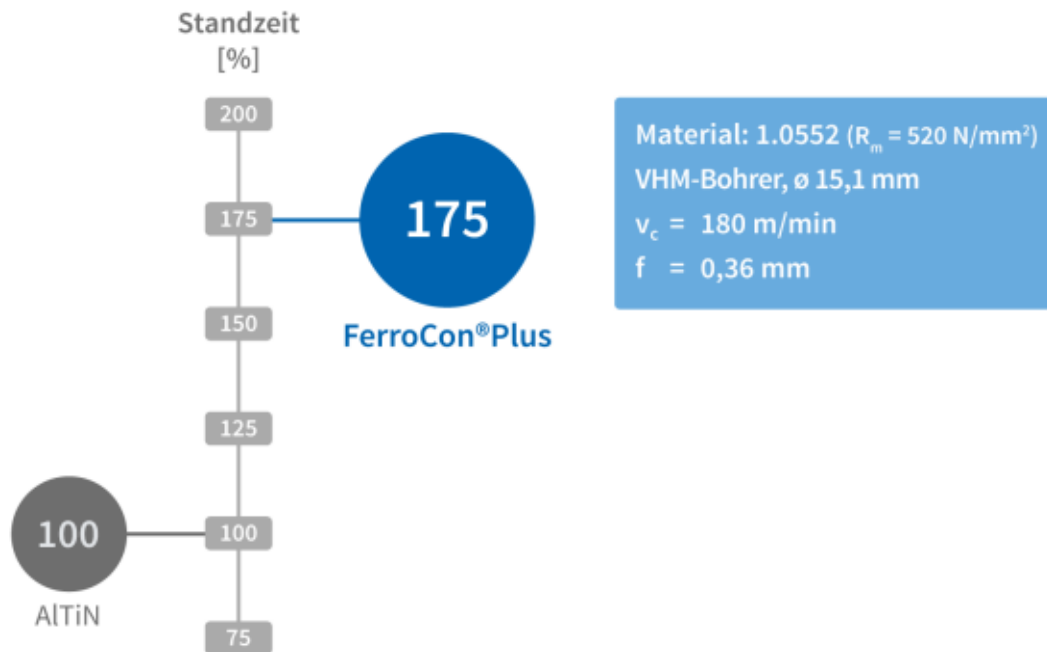 Standzeit
[%]
200
175
150
125
100
75
175
FerroCon®Plus
100
AlTiN
Material: 1.0552 (Rₘ = 520 N/mm²)
VHM-Bohrer, ø 15,1 mm
v꜀ = 180 m/min
f = 0,36 mm